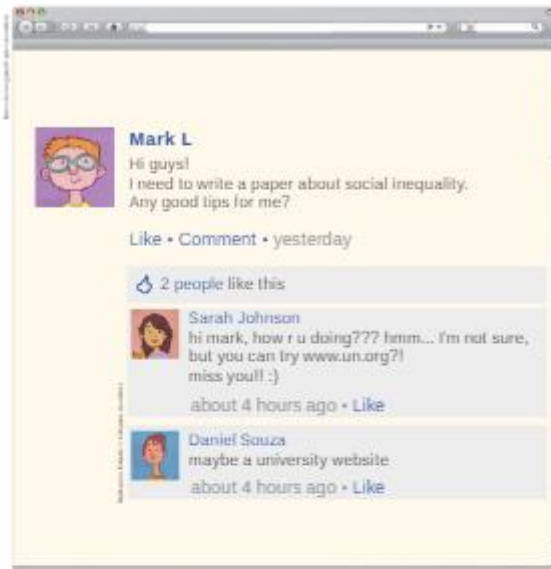 Mark L
Hi guys!
I need to write a paper about social inequality.
Any good tips for me?
Like • Comment • yesterday
2 people like this
Sarah Johnson
hi mark, how r u doing??? hmm... I'm not sure,
but you can try www.un.org?!
miss you!! :)
about 4 hours ago • Like
Daniel Souza
maybe a university website
about 4 hours ago • Like